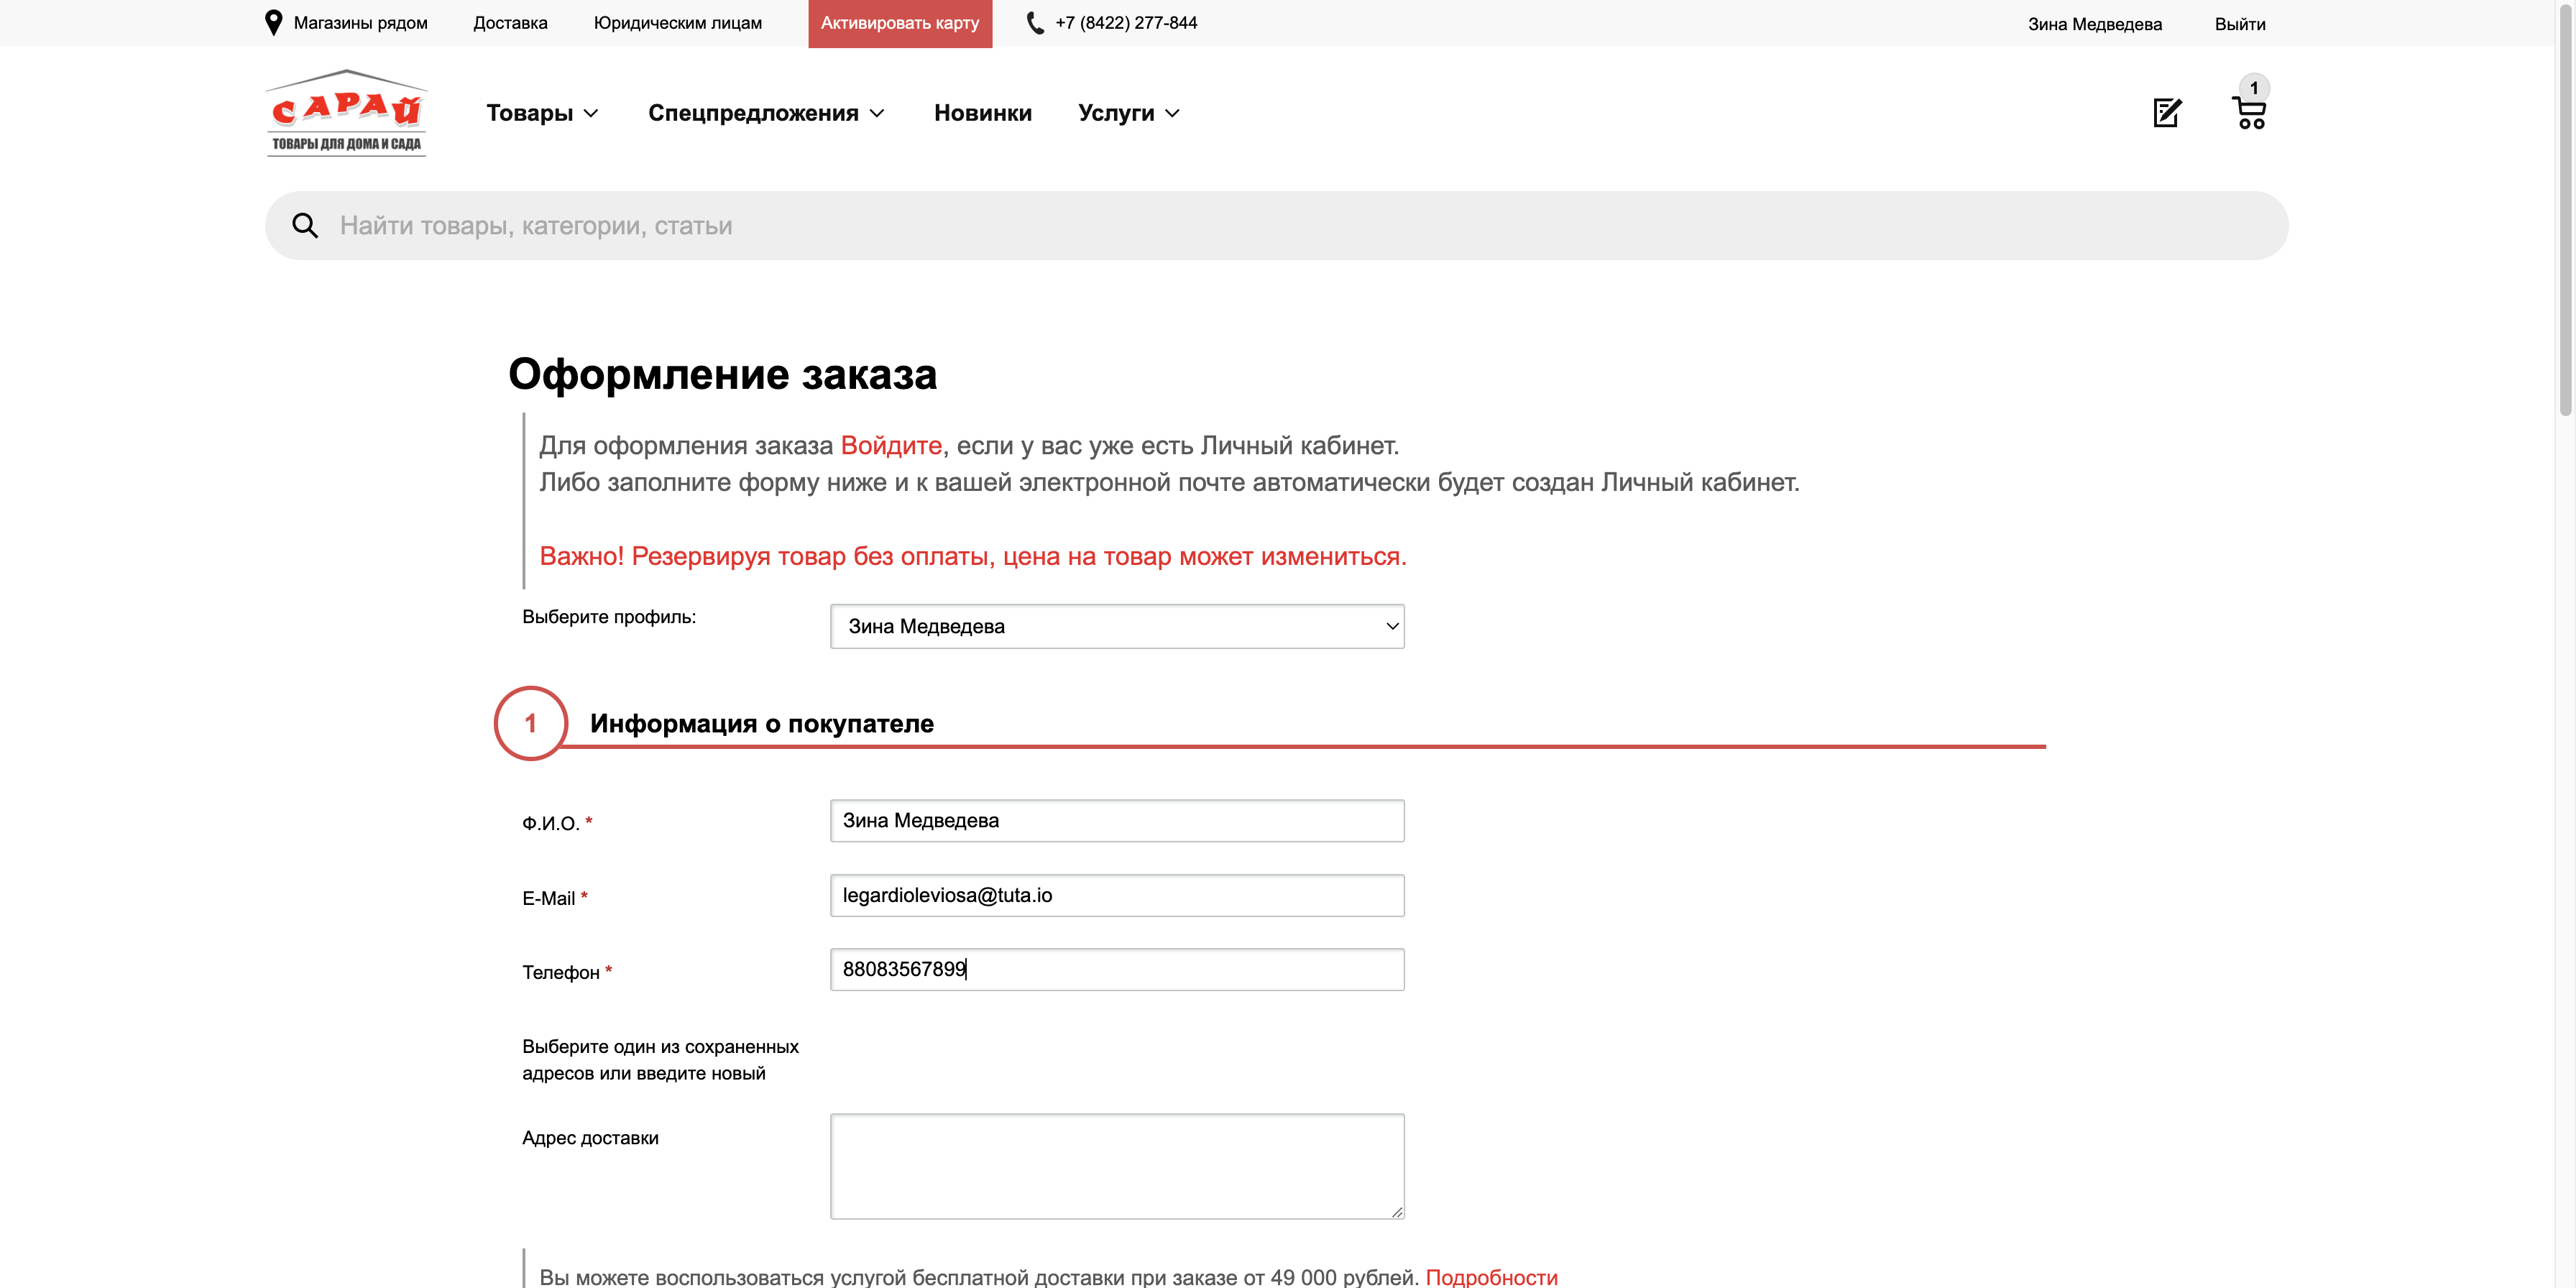 Магазины рядом Доставка Юридическим лицам Активировать карту +7 (8422) 277-844 Зина Медведева Выйти
САРАЙ
ТОВАРЫ ДЛЯ ДОМА И САДА
Товары Спецпредложения Новинки Услуги 1
Найти товары, категории, статьи
Оформление заказа
Для оформления заказа Войдите, если у вас уже есть Личный кабинет.
Либо заполните форму ниже и к вашей электронной почте автоматически будет создан Личный кабинет.
Важно! Резервируя товар без оплаты, цена на товар может измениться.
Выберите профиль: Зина Медведева
1 Информация о покупателе
Ф.И.О. * Зина Медведева
E-Mail * legardioleviosa@tuta.io
Телефон * 88083567899
Выберите один из сохраненных
адресов или введите новый
Адрес доставки
Вы можете воспользоваться услугой бесплатной доставки при заказе от 49 000 рублей. Подробности